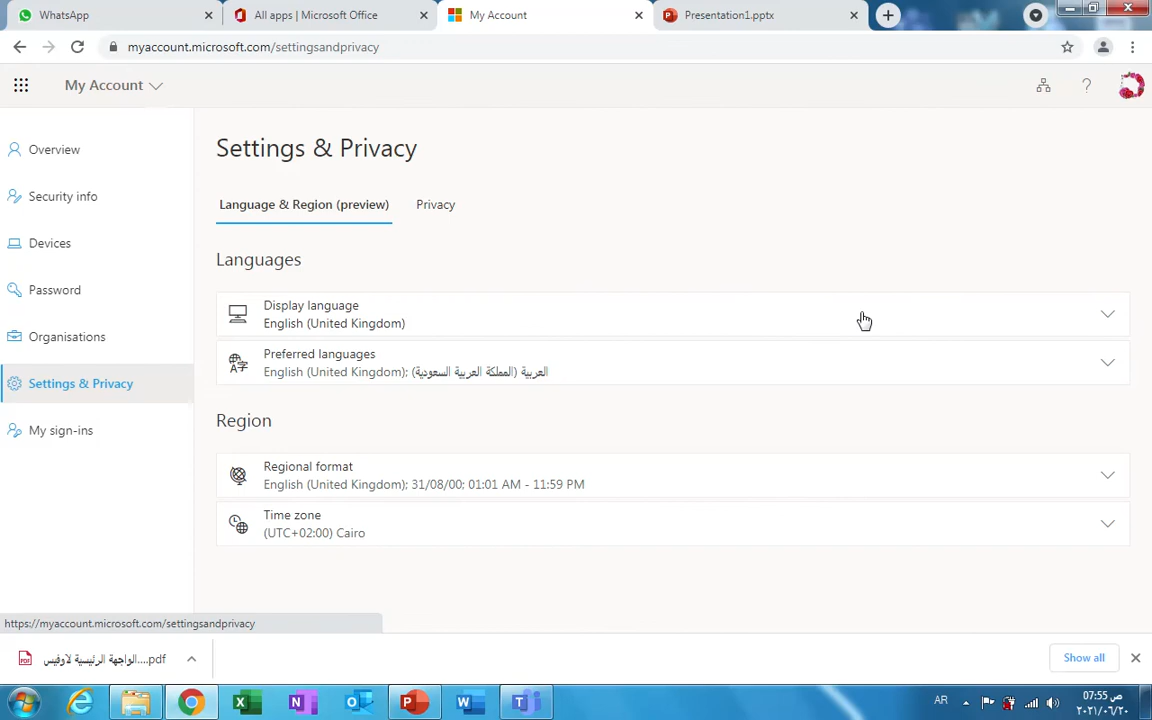 WhatsApp
All apps | Microsoft Office
My Account
Presentation1.pptx
myaccount.microsoft.com/settingsandprivacy
My Account
Overview
Security info
Devices
Password
Organisations
Settings & Privacy
My sign-ins
Settings & Privacy
Language & Region (preview)
Privacy
Languages
Display language
English (United Kingdom)
Preferred languages
English (United Kingdom); العربية (المملكة العربية السعودية)
Region
Regional format
English (United Kingdom); 31/08/00; 01:01 AM - 11:59 PM
Time zone
(UTC+02:00) Cairo
https://myaccount.microsoft.com/settingsandprivacy
الواجهة الرئيسية لاوفيس....pdf
Show all
AR
07:55 ص
٢٠٢١/٠٦/٢٠